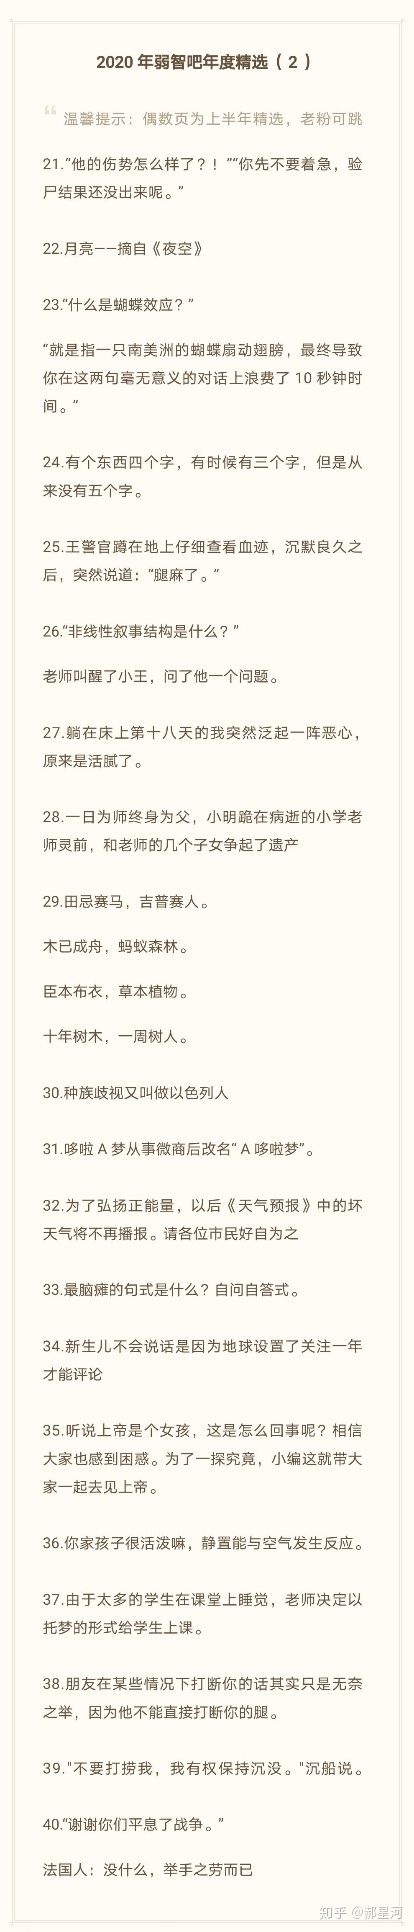 2020 年弱智吧年度精选（ 2 ）
“ 温馨提示：偶数页为上半年精选，老粉可跳
21.“他的伤势怎么样了？！”“你先不要着急，验
尸结果还没出来呢。”
22.月亮——摘自《夜空》
23.“什么是蝴蝶效应？”
“就是指一只南美洲的蝴蝶扇动翅膀，最终导致
你在这两句毫无意义的对话上浪费了 10 秒钟时
间。”
24.有个东西四个字，有时候有三个字，但是从
来没有五个字。
25.王警官蹲在地上仔细查看血迹，沉默良久之
后，突然说道：“腿麻了。”
26.“非线性叙事结构是什么？”
老师叫醒了小王，问了他一个问题。
27.躺在床上第十八天的我突然泛起一阵恶心，
原来是活腻了。
28.一日为师终身为父，小明跪在病逝的小学老
师灵前，和老师的几个子女争起了遗产
29.田忌赛马，吉普赛人。
木已成舟，蚂蚁森林。
臣本布衣，草本植物。
十年树木，一周树人。
30.种族歧视又叫做以色列人
31.哆啦 A 梦从事微商后改名“ A 哆啦梦”。
32.为了弘扬正能量，以后《天气预报》中的坏
天气将不再播报。请各位市民好自为之
33.最脑瘫的句式是什么？自问自答式。
34.新生儿不会说话是因为地球设置了关注一年
才能评论
35.听说上帝是个女孩，这是怎么回事呢？相信
大家也感到困惑。为了一探究竟，小编这就带大
家一起去见上帝。
36.你家孩子很活泼嘛，静置能与空气发生反应。
37.由于太多的学生在课堂上睡觉，老师决定以
托梦的形式给学生上课。
38.朋友在某些情况下打断你的话其实只是无奈
之举，因为他不能直接打断你的腿。
39."不要打捞我，我有权保持沉没。"沉船说。
40.“谢谢你们平息了战争。”
法国人：没什么，举手之劳而已
知乎 @郝星河